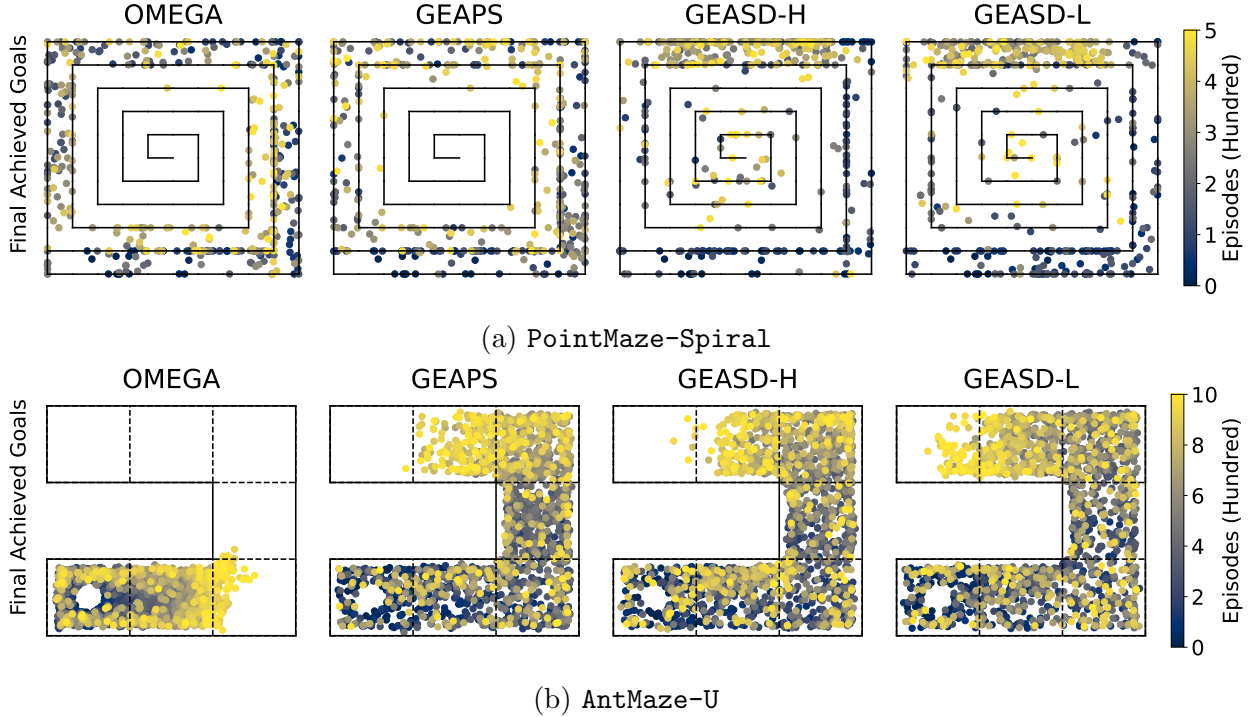 OMEGA GEAPS GEASD-H GEASD-L
Final Achieved Goals
5
4
3
2
1
0
Episodes (Hundred)
(a) PointMaze-Spiral
OMEGA GEAPS GEASD-H GEASD-L
Final Achieved Goals
10
8
6
4
2
0
Episodes (Hundred)
(b) AntMaze-U